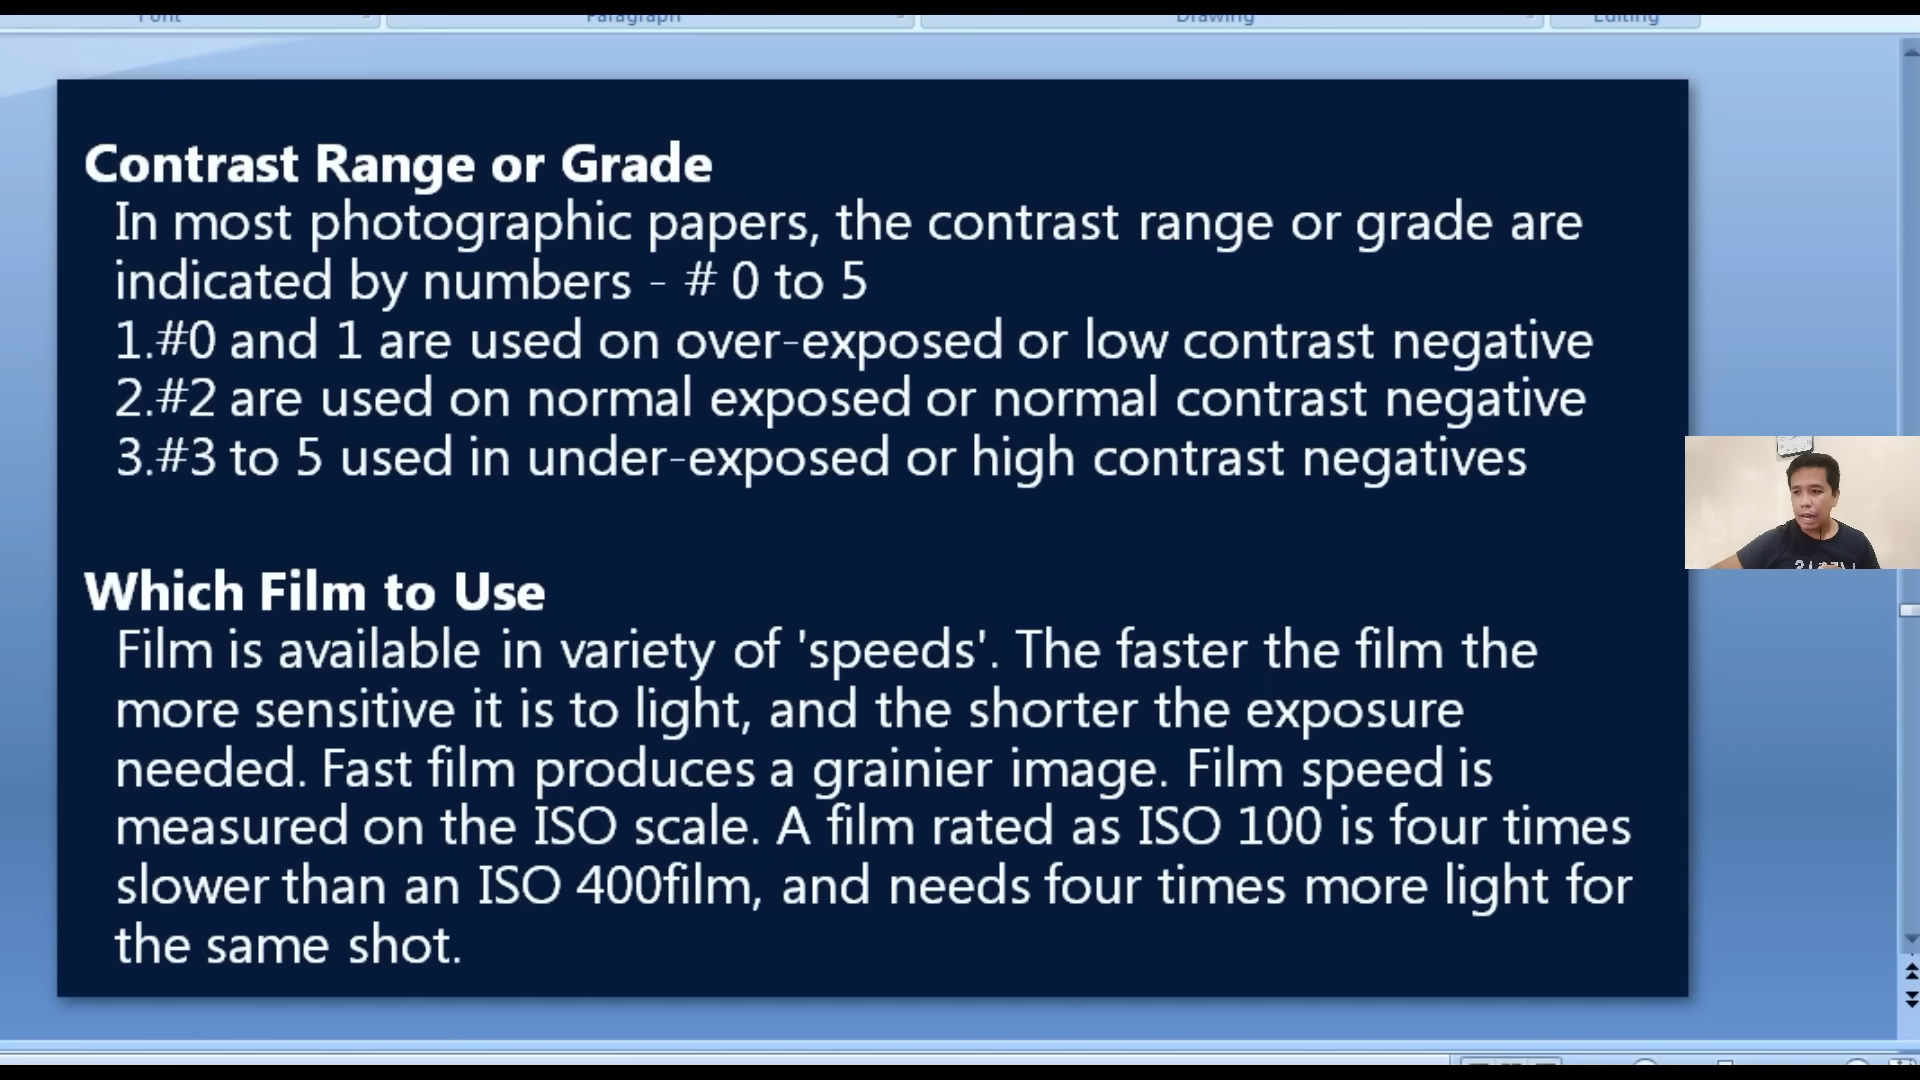 Font Paragraph Drawing Editing
Contrast Range or Grade
In most photographic papers, the contrast range or grade are
indicated by numbers - # 0 to 5
1.#0 and 1 are used on over-exposed or low contrast negative
2.#2 are used on normal exposed or normal contrast negative
3.#3 to 5 used in under-exposed or high contrast negatives
Which Film to Use
Film is available in variety of 'speeds'. The faster the film the
more sensitive it is to light, and the shorter the exposure
needed. Fast film produces a grainier image. Film speed is
measured on the ISO scale. A film rated as ISO 100 is four times
slower than an ISO 400film, and needs four times more light for
the same shot.